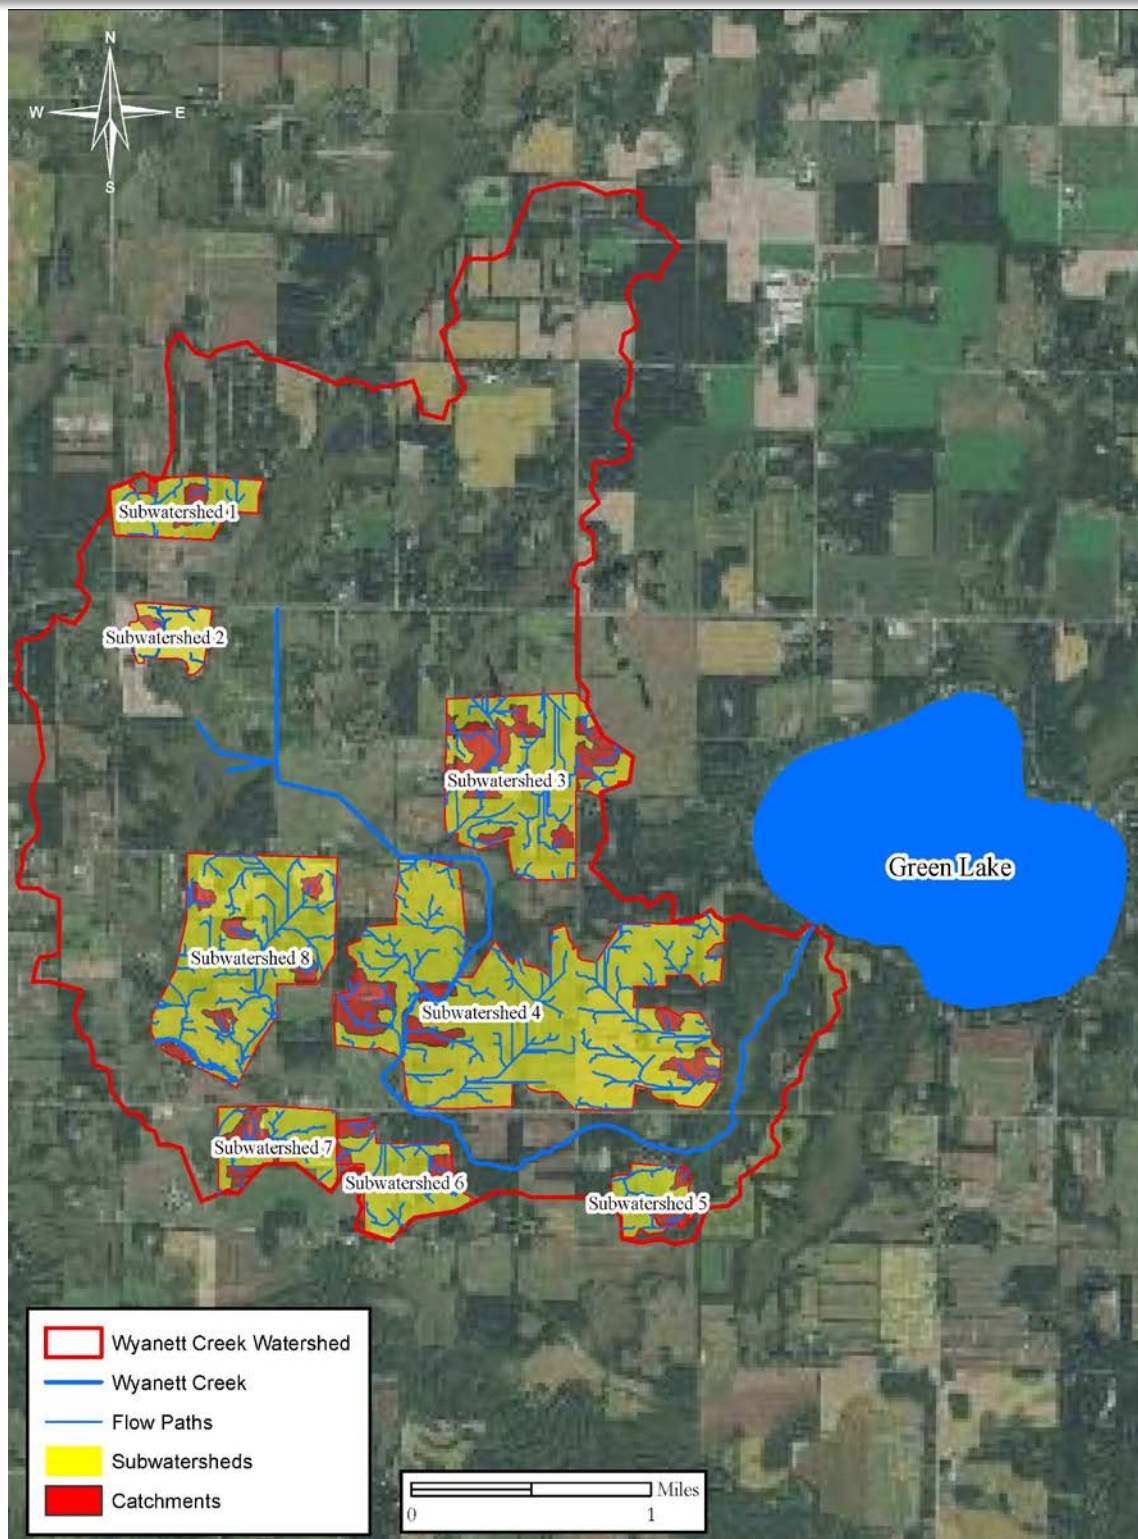 N
W E
S
Subwatershed 1
Subwatershed 2
Subwatershed 3
Green Lake
Subwatershed 8
Subwatershed 4
Subwatershed 7
Subwatershed 6
Subwatershed 5
Wyanett Creek Watershed
Wyanett Creek
Flow Paths
Subwatersheds
Catchments
Miles
0 1